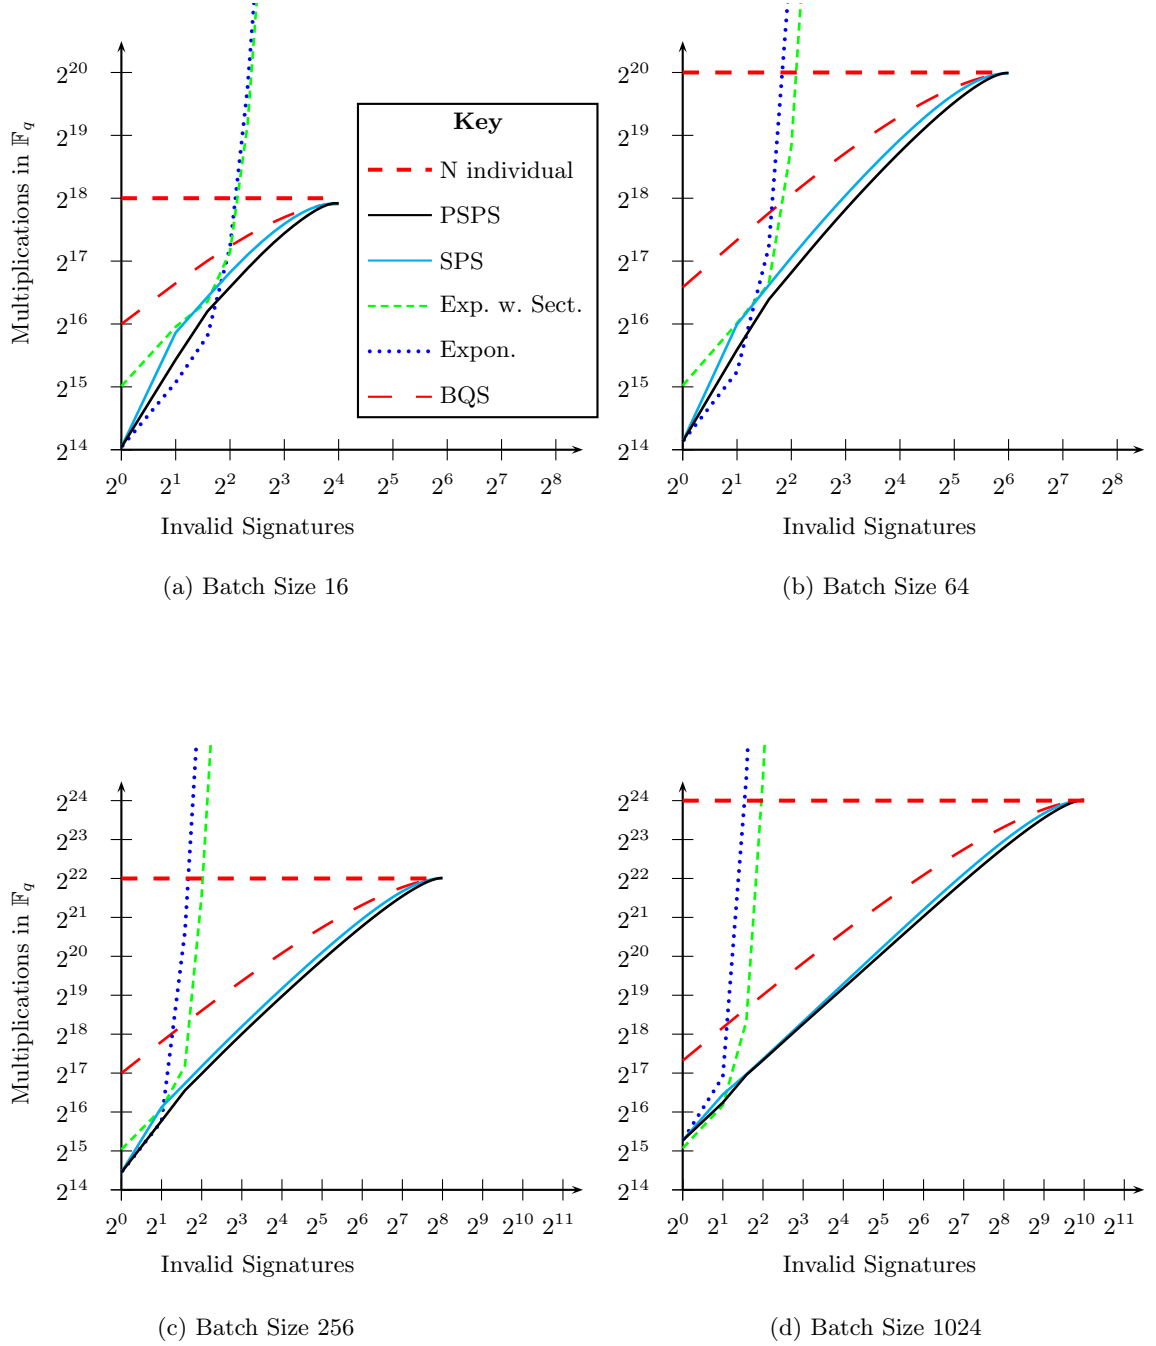 Multiplications in 𝔽_q
2^20
2^19
2^18
2^17
2^16
2^15
2^14
2^0 2^1 2^2 2^3 2^4 2^5 2^6 2^7 2^8
Invalid Signatures
(a) Batch Size 16
Key
N individual
PSPS
SPS
Exp. w. Sect.
Expon.
BQS
2^20
2^19
2^18
2^17
2^16
2^15
2^14
2^0 2^1 2^2 2^3 2^4 2^5 2^6 2^7 2^8
Invalid Signatures
(b) Batch Size 64
Multiplications in 𝔽_q
2^24
2^23
2^22
2^21
2^20
2^19
2^18
2^17
2^16
2^15
2^14
2^0 2^1 2^2 2^3 2^4 2^5 2^6 2^7 2^8 2^9 2^10 2^11
Invalid Signatures
(c) Batch Size 256
2^24
2^23
2^22
2^21
2^20
2^19
2^18
2^17
2^16
2^15
2^14
2^0 2^1 2^2 2^3 2^4 2^5 2^6 2^7 2^8 2^9 2^10 2^11
Invalid Signatures
(d) Batch Size 1024